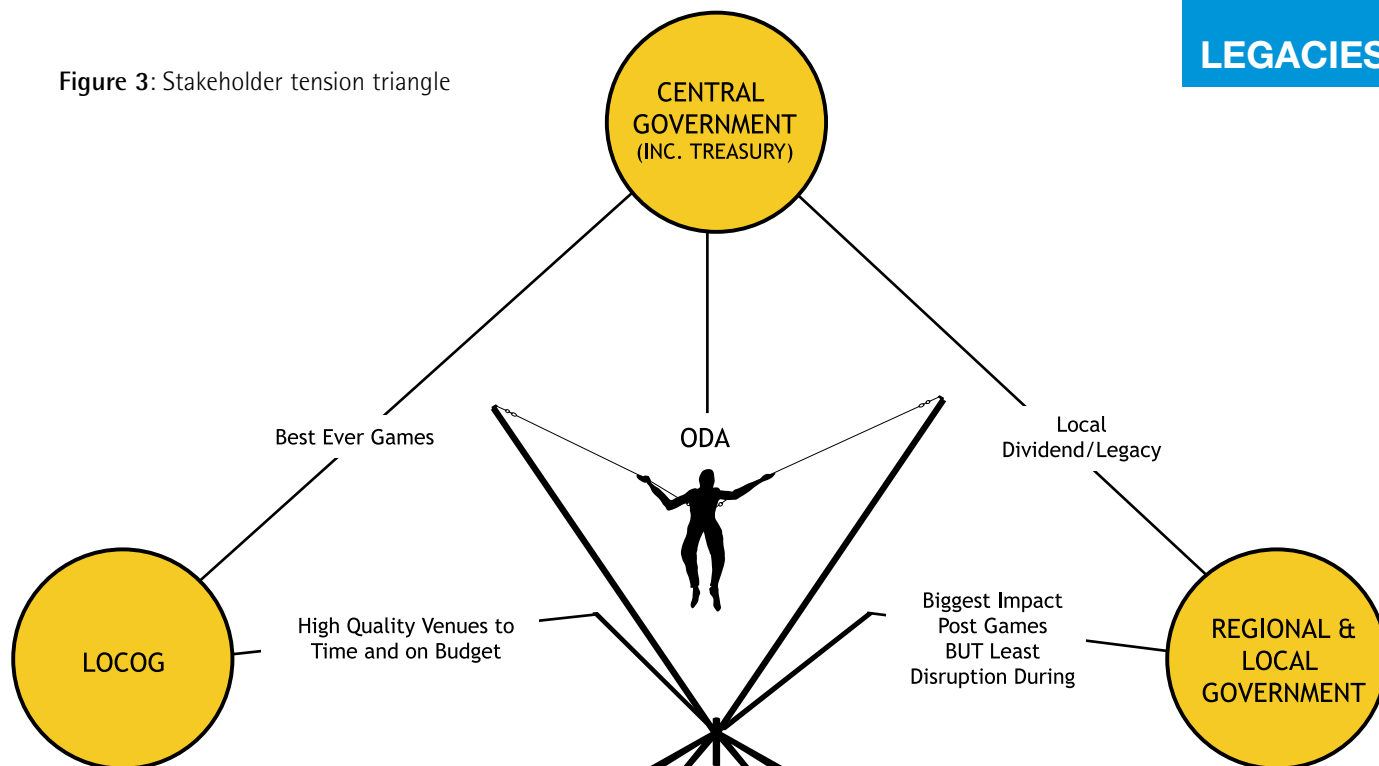 LEGACIES
Figure 3: Stakeholder tension triangle
CENTRAL
GOVERNMENT
(INC. TREASURY)
Best Ever Games
ODA
Local
Dividend/Legacy
LOCOG
High Quality Venues to
Time and on Budget
Biggest Impact
Post Games
BUT Least
Disruption During
REGIONAL &
LOCAL
GOVERNMENT